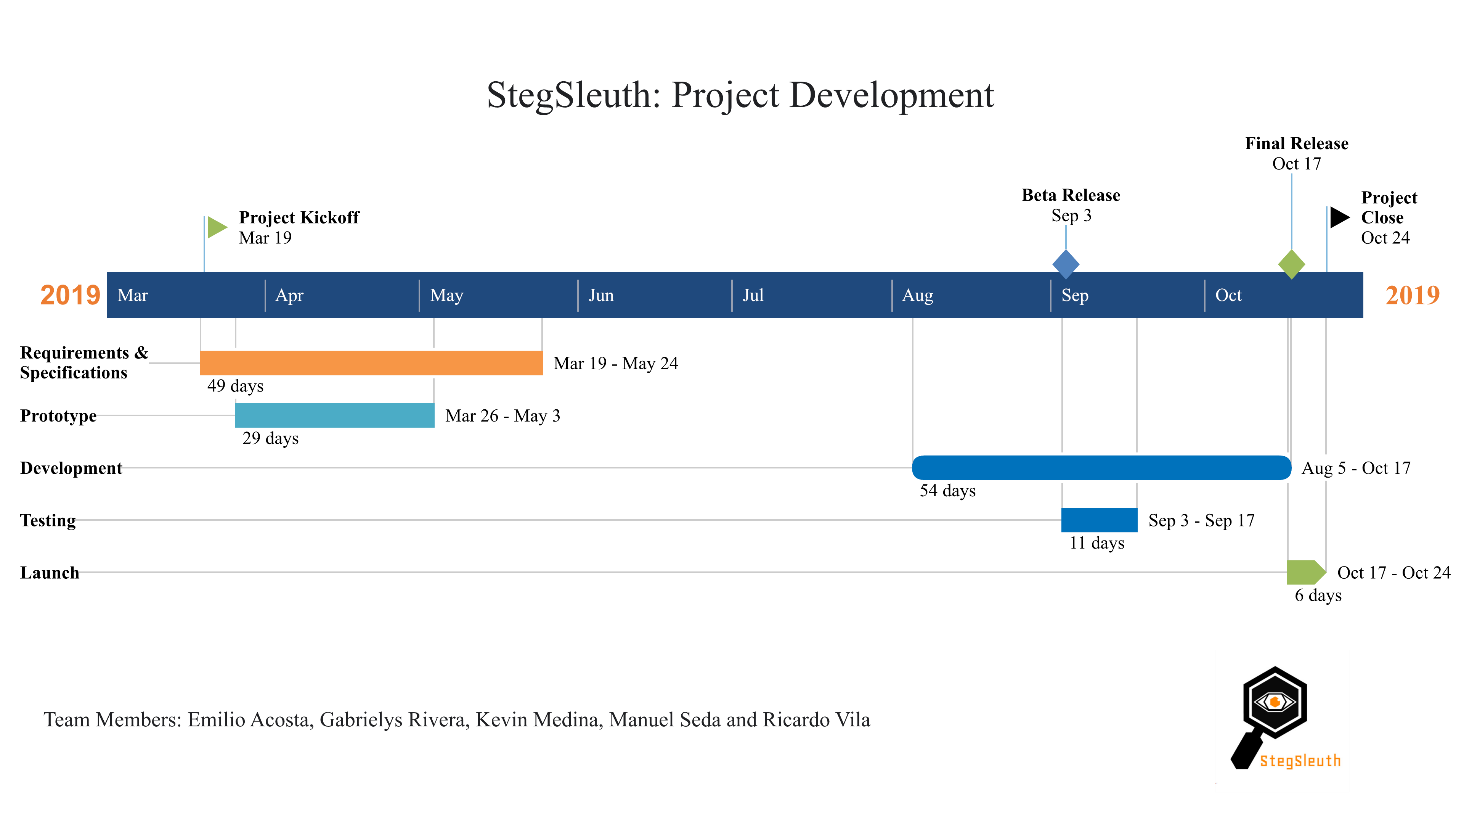 StegSleuth: Project Development
Final Release
Oct 17
Beta Release
Sep 3
Project
Close
Oct 24
Project Kickoff
Mar 19
2019 Mar Apr May Jun Jul Aug Sep Oct 2019
Requirements &
Specifications
Mar 19 - May 24
49 days
Prototype
Mar 26 - May 3
29 days
Development
Aug 5 - Oct 17
54 days
Testing
Sep 3 - Sep 17
11 days
Launch
Oct 17 - Oct 24
6 days
Team Members: Emilio Acosta, Gabrielys Rivera, Kevin Medina, Manuel Seda and Ricardo Vila
StegSleuth